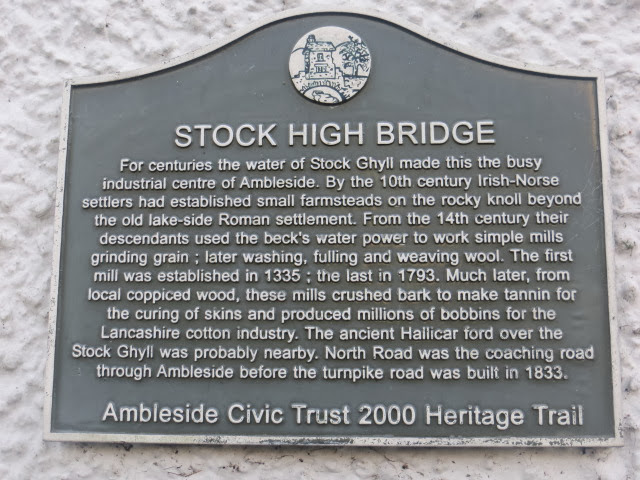 STOCK HIGH BRIDGE
For centuries the water of Stock Ghyll made this the busy
industrial centre of Ambleside. By the 10th century Irish-Norse
settlers had established small farmsteads on the rocky knoll beyond
the old lake-side Roman settlement. From the 14th century their
descendants used the beck's water power to work simple mills
grinding grain ; later washing, fulling and weaving wool. The first
mill was established in 1335 ; the last in 1793. Much later, from
local coppiced wood, these mills crushed bark to make tannin for
the curing of skins and produced millions of bobbins for the
Lancashire cotton industry. The ancient Hallicar ford over the
Stock Ghyll was probably nearby. North Road was the coaching road
through Ambleside before the turnpike road was built in 1833.
Ambleside Civic Trust 2000 Heritage Trail